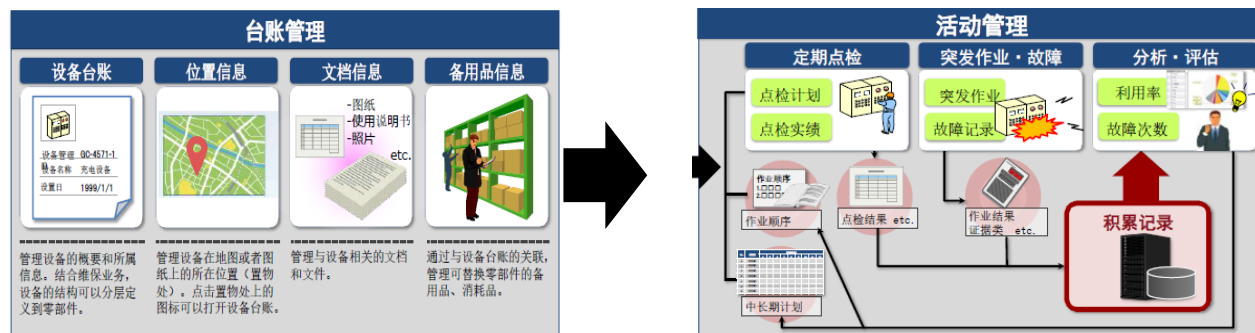 台账管理
设备台账
位置信息
文档信息
备用品信息
设备管理 GC-4571-1
设备名称 充电设备
设置日 1999/1/1
-图纸
-使用说明书
-照片
etc.
管理设备的概要和所属
信息。结合维保业务，
设备的结构可以分层定
义到零部件。
管理设备在地图或者图
纸上的所在位置（置物
处）。点击置物处上的
图标可以打开设备台账。
管理与设备相关的文档
和文件。
通过与设备台账的关联，
管理可替换零部件的备
用品、消耗品。
活动管理
定期点检
突发作业・故障
分析・评估
点检计划
点检实绩
突发作业
故障记录
利用率
故障次数
作业顺序
1.□□□
2.□□□□
作业顺序
点检结果 etc.
作业结果
证据类 etc.
积累记录
中长期计划